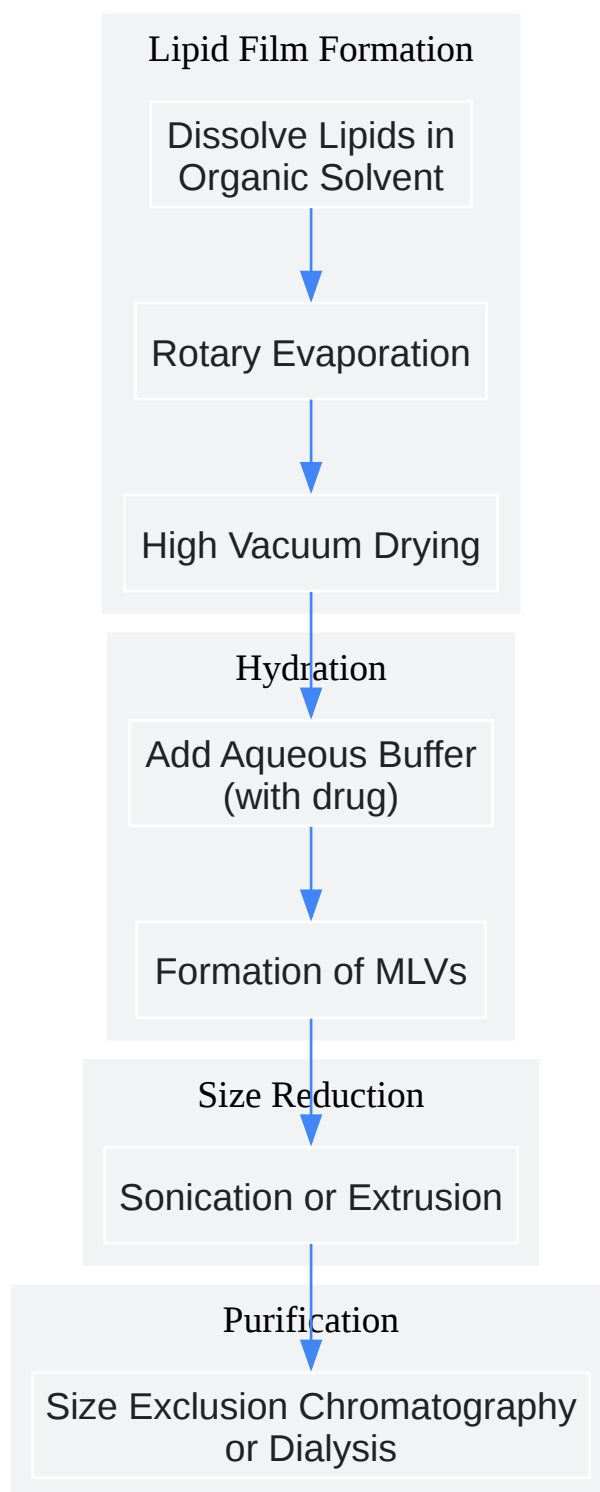 Lipid Film Formation
Dissolve Lipids in
Organic Solvent
Rotary Evaporation
High Vacuum Drying
Hydration
Add Aqueous Buffer
(with drug)
Formation of MLVs
Size Reduction
Sonication or Extrusion
Purification
Size Exclusion Chromatography
or Dialysis